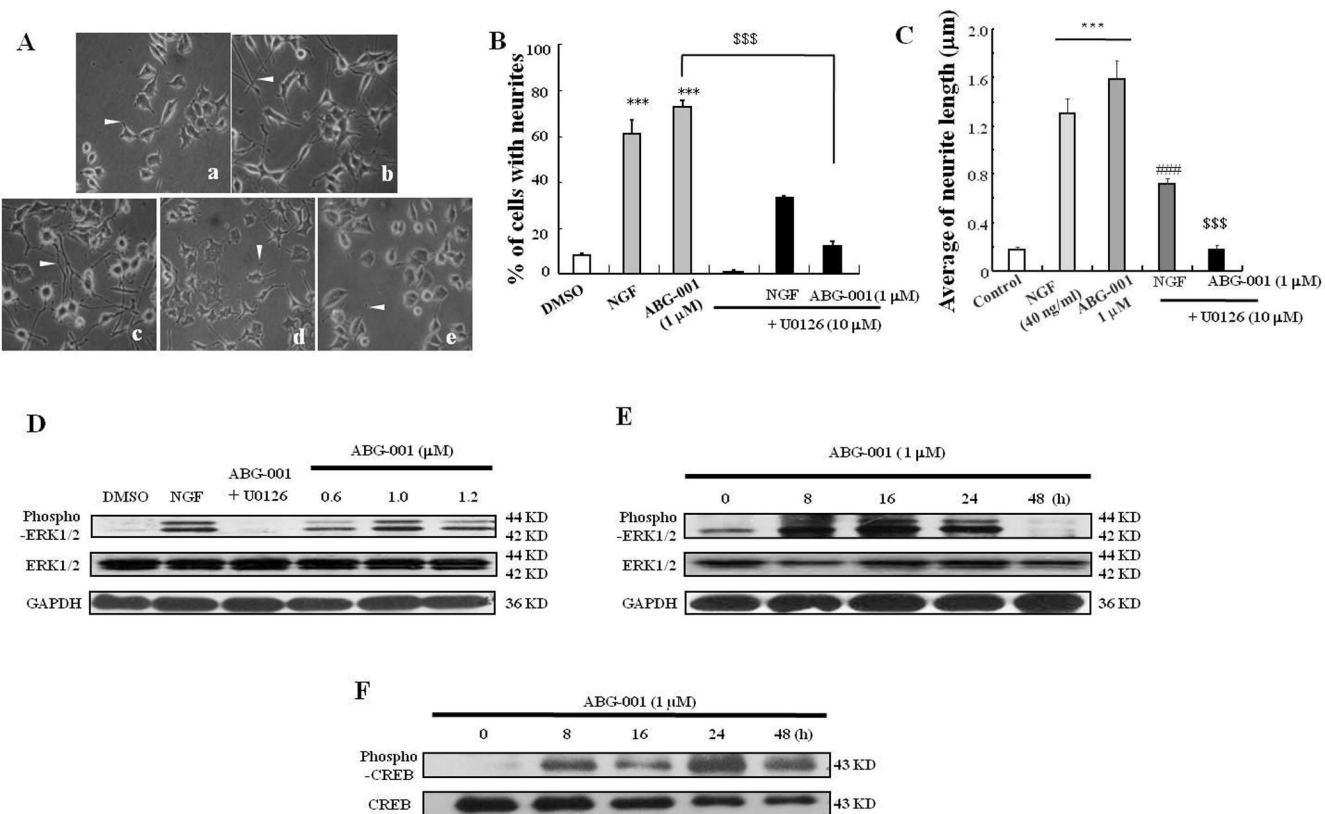 A
a
b
c
d
e
B
% of cells with neurites
100
80
60
40
20
0
$$$
***
***
DMSO
NGF
ABG-001
(1 μM)
NGF
ABG-001(1 μM)
+ U0126 (10 μM)
C
Average of neurite length (μm)
2.0
1.6
1.2
0.8
0.4
0
***
###
$$$
Control
NGF
(40 ng/ml)
ABG-001
1 μM
NGF
ABG-001 (1 μM)
+ U0126 (10 μM)
D
ABG-001 (μM)
DMSO NGF ABG-001
+ U0126 0.6 1.0 1.2
Phospho
-ERK1/2
44 KD
42 KD
ERK1/2
44 KD
42 KD
GAPDH
36 KD
E
ABG-001 ( 1 μM)
0 8 16 24 48 (h)
Phospho
-ERK1/2
44 KD
42 KD
ERK1/2
44 KD
42 KD
GAPDH
36 KD
F
ABG-001 (1 μM)
0 8 16 24 48 (h)
Phospho
-CREB
43 KD
CREB
43 KD